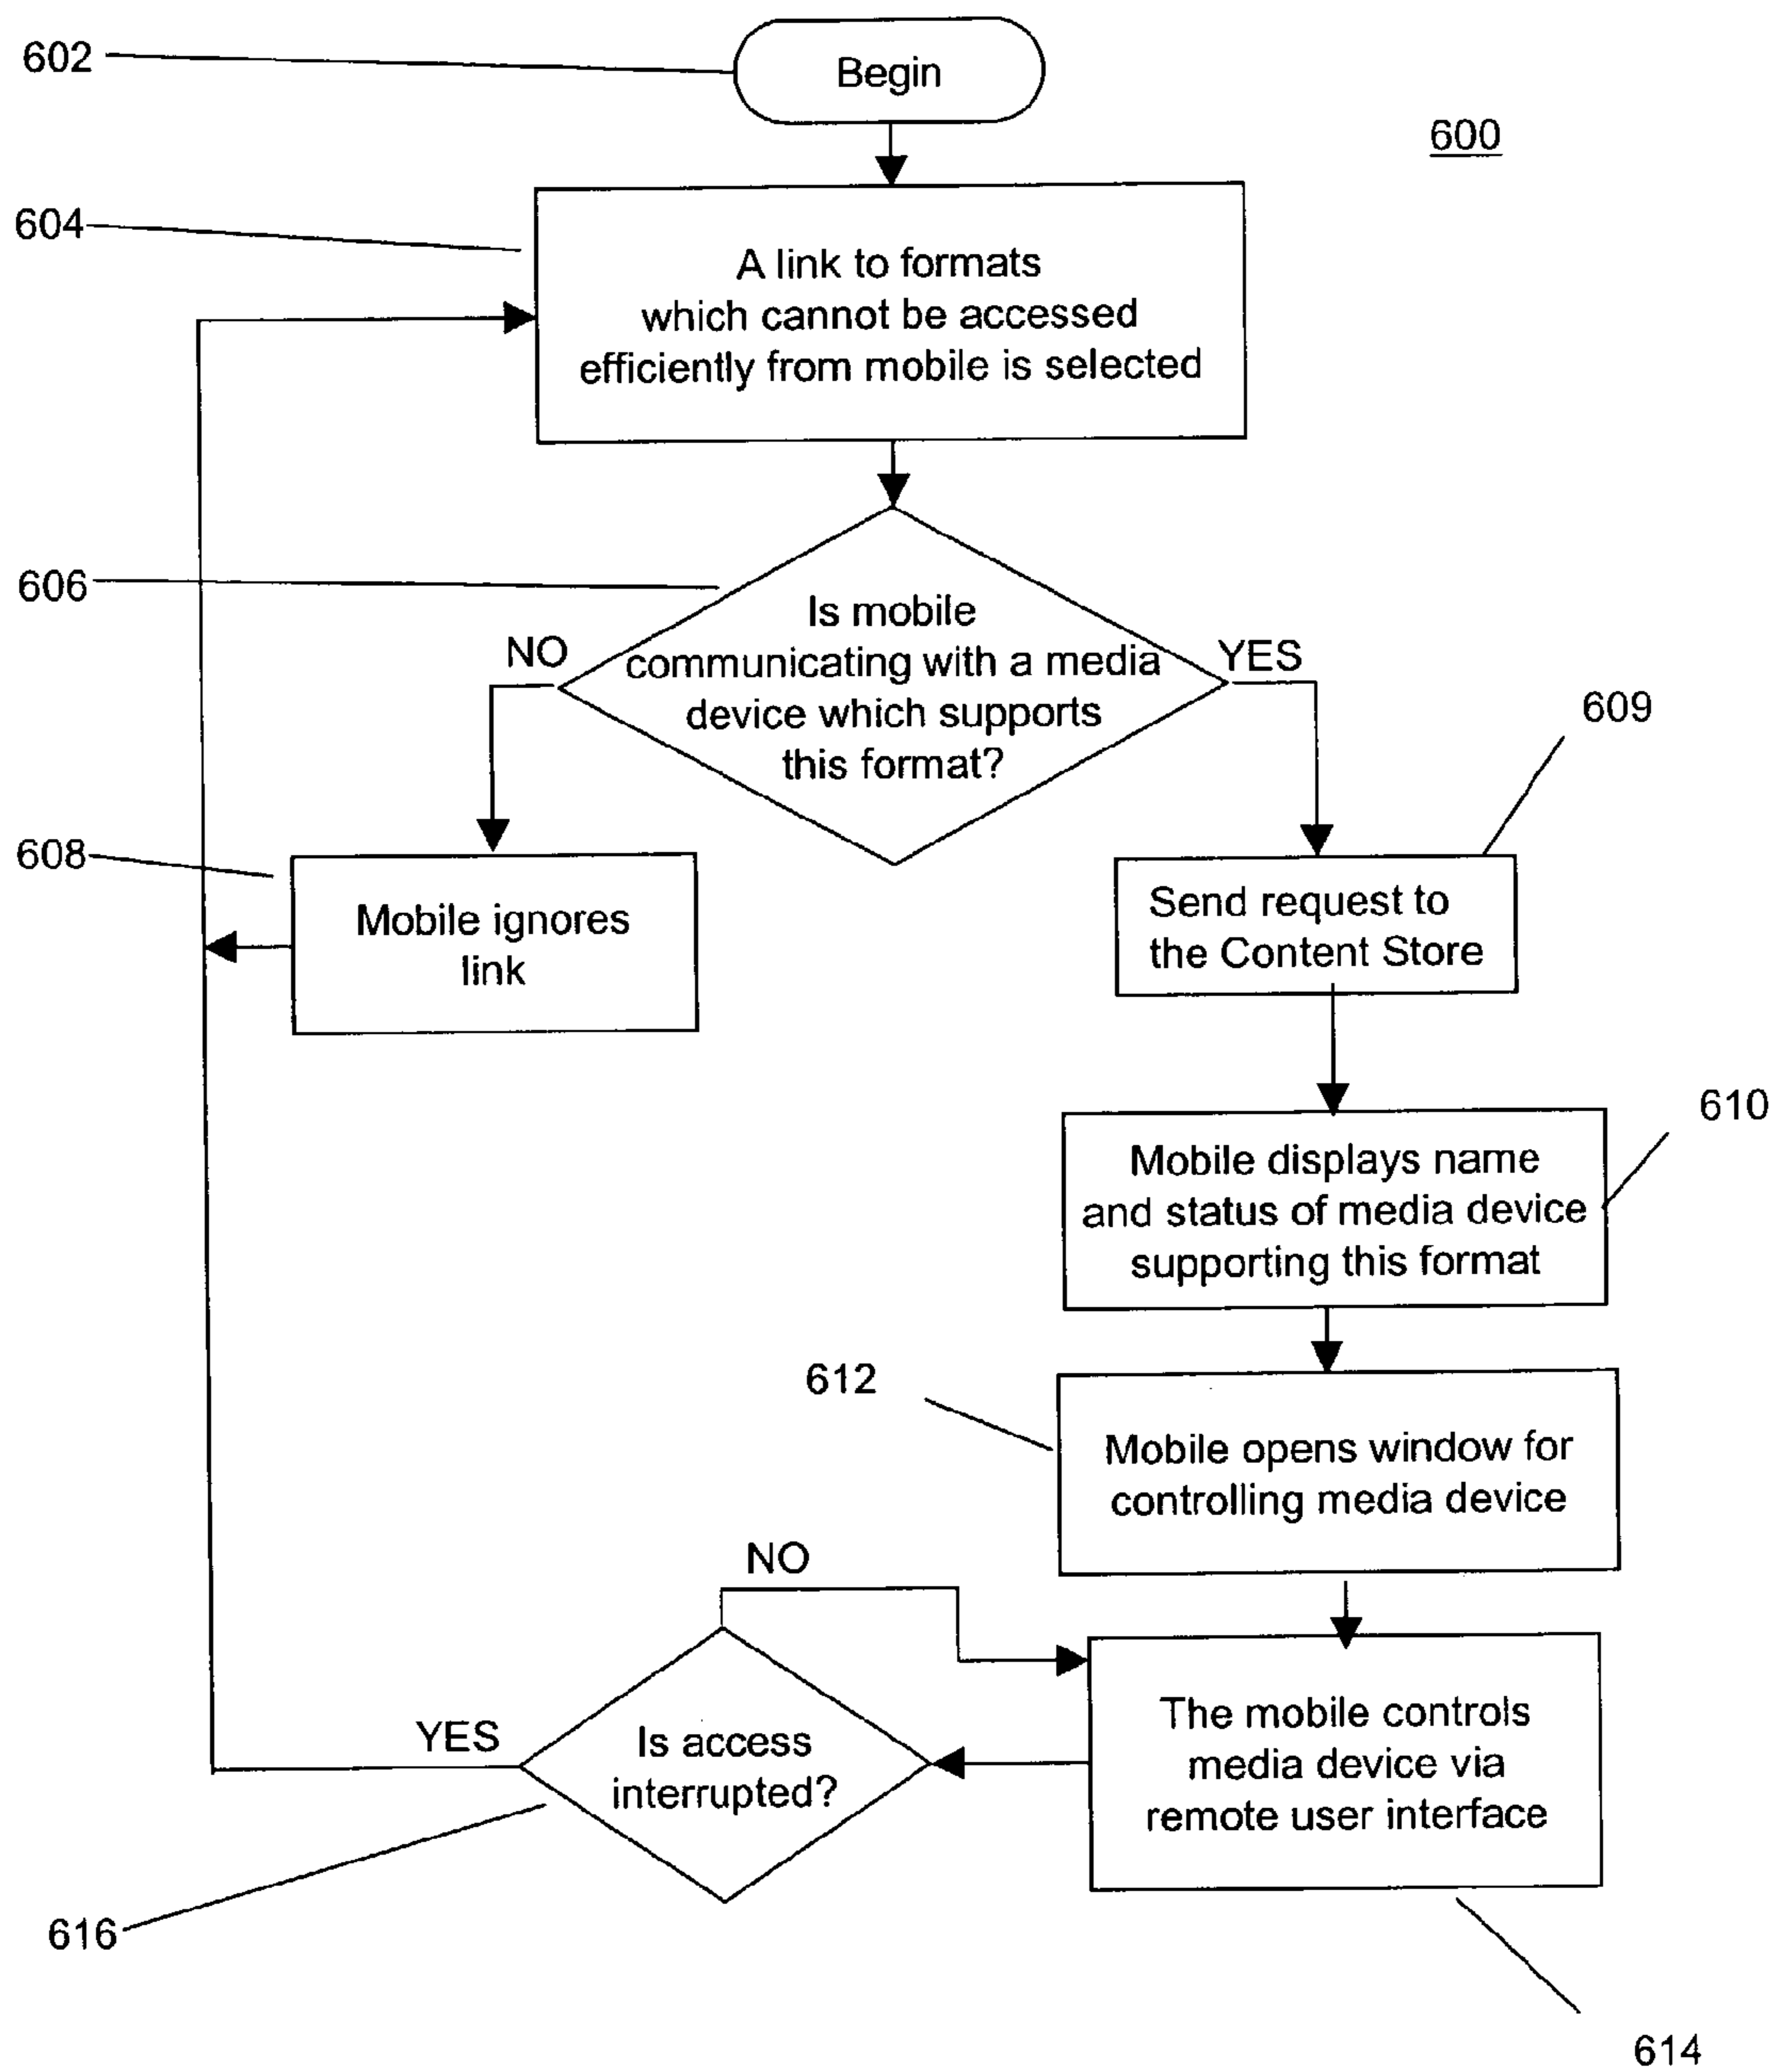 602
Begin
600
604
A link to formats
which cannot be accessed
efficiently from mobile is selected
606
Is mobile
communicating with a media
device which supports
this format?
NO
YES
609
608
Mobile ignores
link
Send request to
the Content Store
610
Mobile displays name
and status of media device
supporting this format
612
Mobile opens window for
controlling media device
NO
YES
Is access
interrupted?
The mobile controls
media device via
remote user interface
616
614